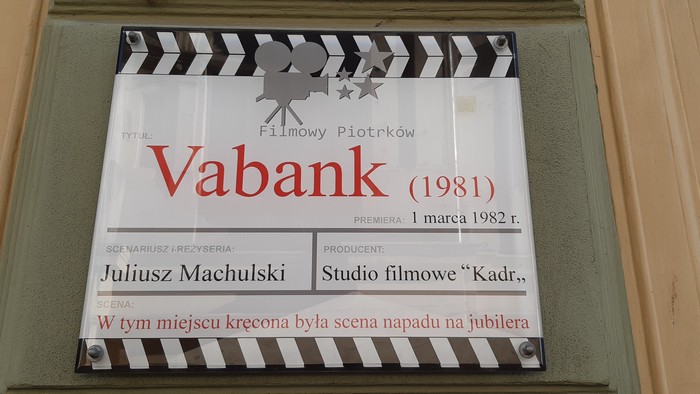 Filmowy Piotrków
TYTUŁ:
Vabank (1981)
PREMIERA: 1 marca 1982 r.
SCENARIUSZ i REŻYSERIA:
Juliusz Machulski
PRODUCENT:
Studio filmowe “Kadr„
SCENA:
W tym miejscu kręcona była scena napadu na jubilera